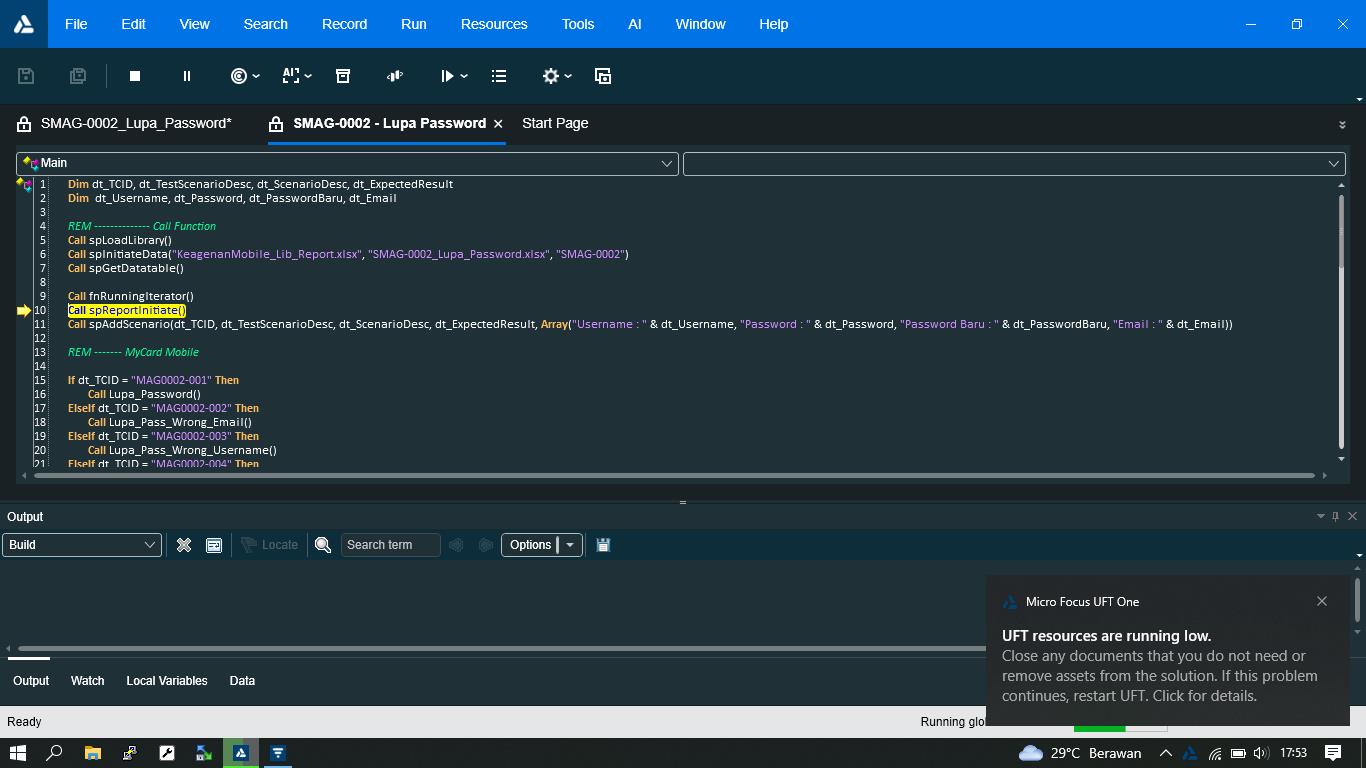 File Edit View Search Record Run Resources Tools AI Window Help
SMAG-0002_Lupa_Password* SMAG-0002 - Lupa Password Start Page
Main
1 Dim dt_TCID, dt_TestScenarioDesc, dt_ScenarioDesc, dt_ExpectedResult
2 Dim dt_Username, dt_Password, dt_PasswordBaru, dt_Email
3
4 REM -------------- Call Function
5 Call spLoadLibrary()
6 Call spInitiateData("KeagenanMobile_Lib_Report.xlsx", "SMAG-0002_Lupa_Password.xlsx", "SMAG-0002")
7 Call spGetDatatable()
8
9 Call fnRunningIterator()
10 Call spReportInitiate()
11 Call spAddScenario(dt_TCID, dt_TestScenarioDesc, dt_ScenarioDesc, dt_ExpectedResult, Array("Username : " & dt_Username, "Password : " & dt_Password, "Password Baru : " & dt_PasswordBaru, "Email : " & dt_Email))
12
13 REM ------- MyCard Mobile
14
15 If dt_TCID = "MAG0002-001" Then
16 Call Lupa_Password()
17 ElseIf dt_TCID = "MAG0002-002" Then
18 Call Lupa_Pass_Wrong_Email()
19 ElseIf dt_TCID = "MAG0002-003" Then
20 Call Lupa_Pass_Wrong_Username()
21 ElseIf dt_TCID = "MAG0002-004" Then
Output
Build Locate Search term Options
Micro Focus UFT One
UFT resources are running low.
Close any documents that you do not need or
remove assets from the solution. If this problem
continues, restart UFT. Click for details.
Output Watch Local Variables Data
Ready Running
29°C Berawan 17:53